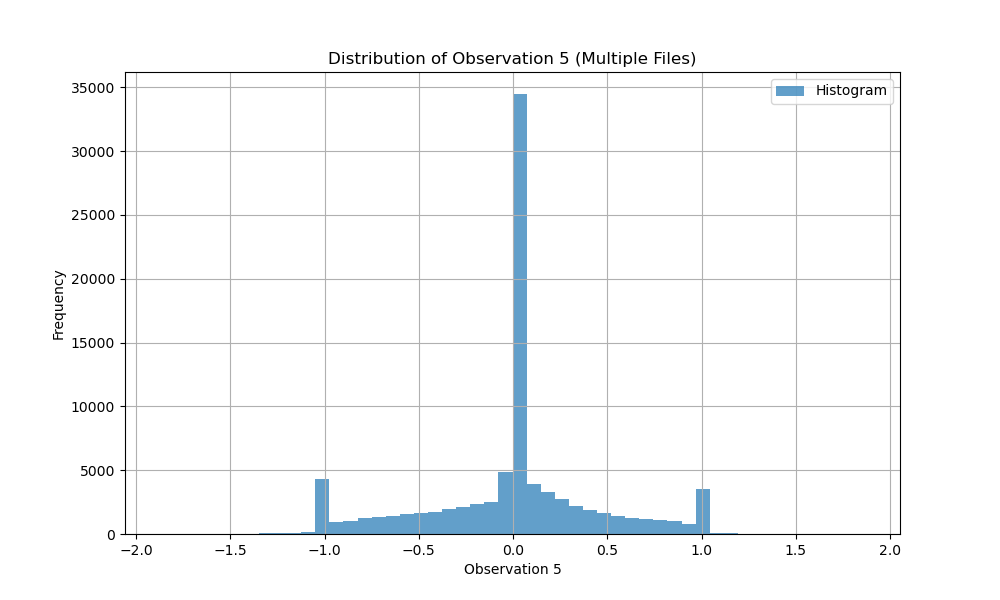 Distribution of Observation 5 (Multiple Files)
Histogram
35000
30000
25000
20000
15000
10000
5000
0
Frequency
−2.0 −1.5 −1.0 −0.5 0.0 0.5 1.0 1.5 2.0
Observation 5